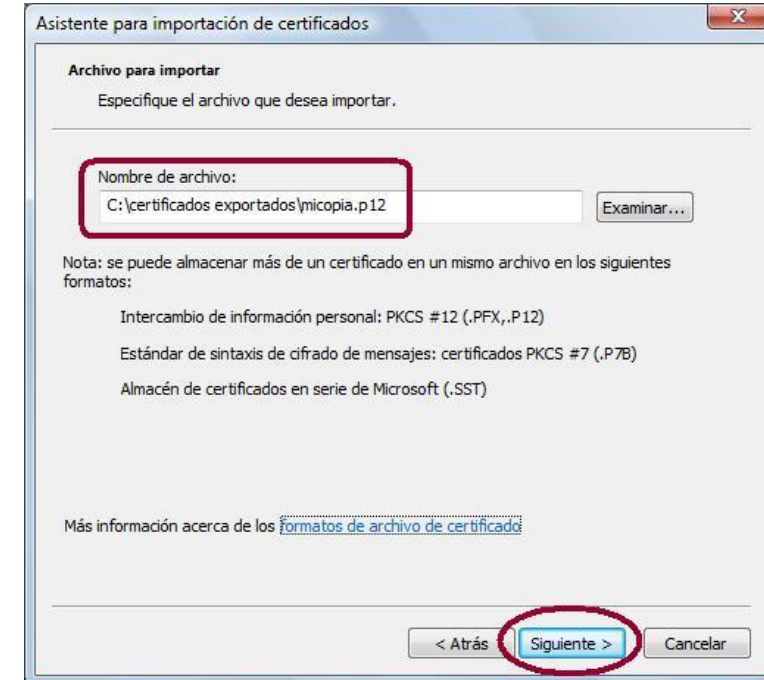 Asistente para importación de certificados
Archivo para importar
Especifique el archivo que desea importar.
Nombre de archivo:
C:\certificados exportados\micopia.p12
Examinar...
Nota: se puede almacenar más de un certificado en un mismo archivo en los siguientes
formatos:
Intercambio de información personal: PKCS #12 (.PFX,.P12)
Estándar de sintaxis de cifrado de mensajes: certificados PKCS #7 (.P7B)
Almacén de certificados en serie de Microsoft (.SST)
Más información acerca de los formatos de archivo de certificado
< Atrás Siguiente > Cancelar